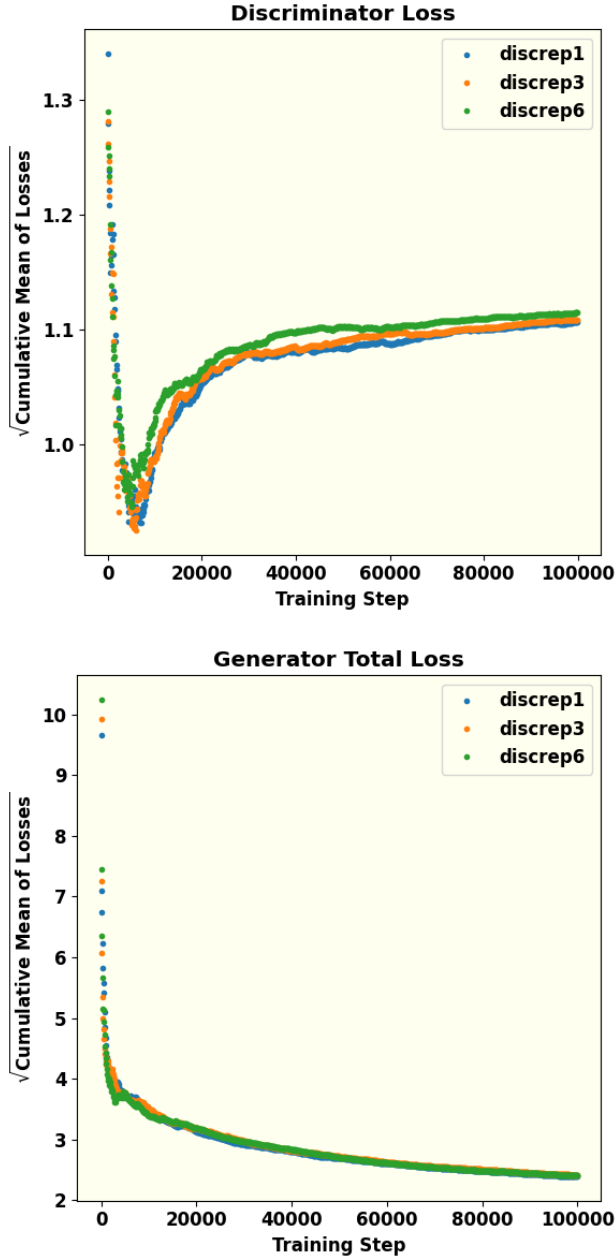 Discriminator Loss
√Cumulative Mean of Losses
1.3
1.2
1.1
1.0
discrep1
discrep3
discrep6
0 20000 40000 60000 80000 100000
Training Step
Generator Total Loss
√Cumulative Mean of Losses
10
9
8
7
6
5
4
3
2
discrep1
discrep3
discrep6
0 20000 40000 60000 80000 100000
Training Step